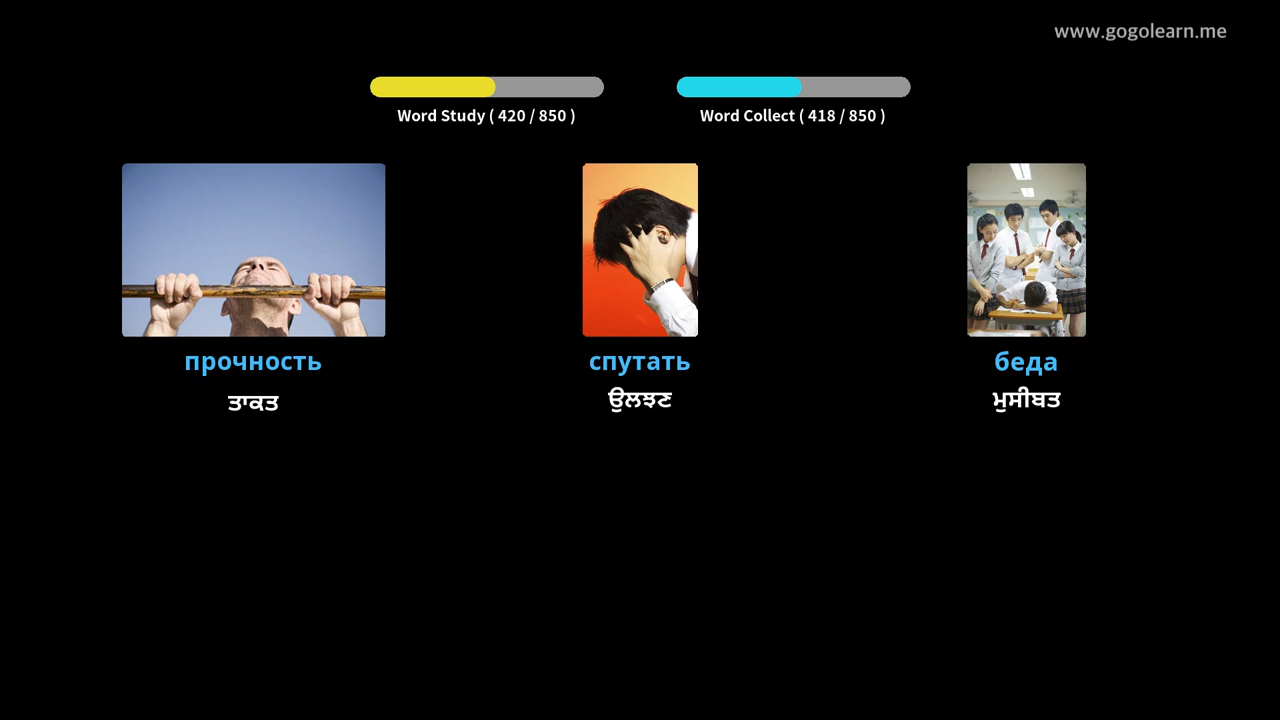 www.gogolearn.me
Word Study ( 420 / 850 )
Word Collect ( 418 / 850 )
прочность
спутать
беда
ਤਾਕਤ
ਉਲਝਣ
ਮੁਸੀਬਤ